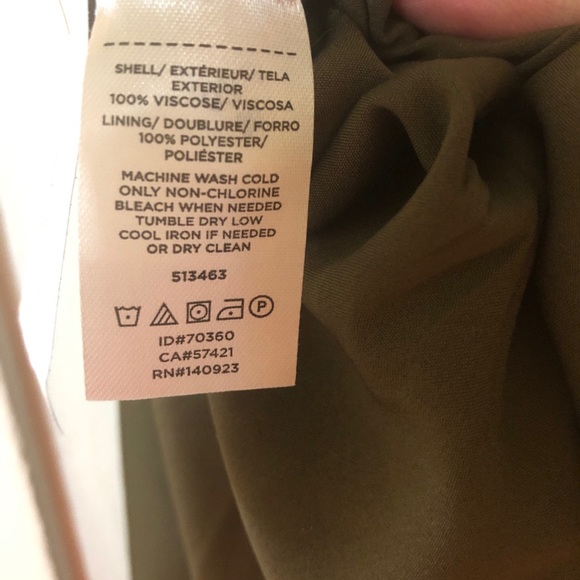 SHELL/ EXTÉRIEUR/ TELA
EXTERIOR
100% VISCOSE/ VISCOSA
LINING/ DOUBLURE/ FORRO
100% POLYESTER/
POLIÉSTER
MACHINE WASH COLD
ONLY NON-CHLORINE
BLEACH WHEN NEEDED
TUMBLE DRY LOW
COOL IRON IF NEEDED
OR DRY CLEAN
513463
P
ID#70360
CA#57421
RN#140923